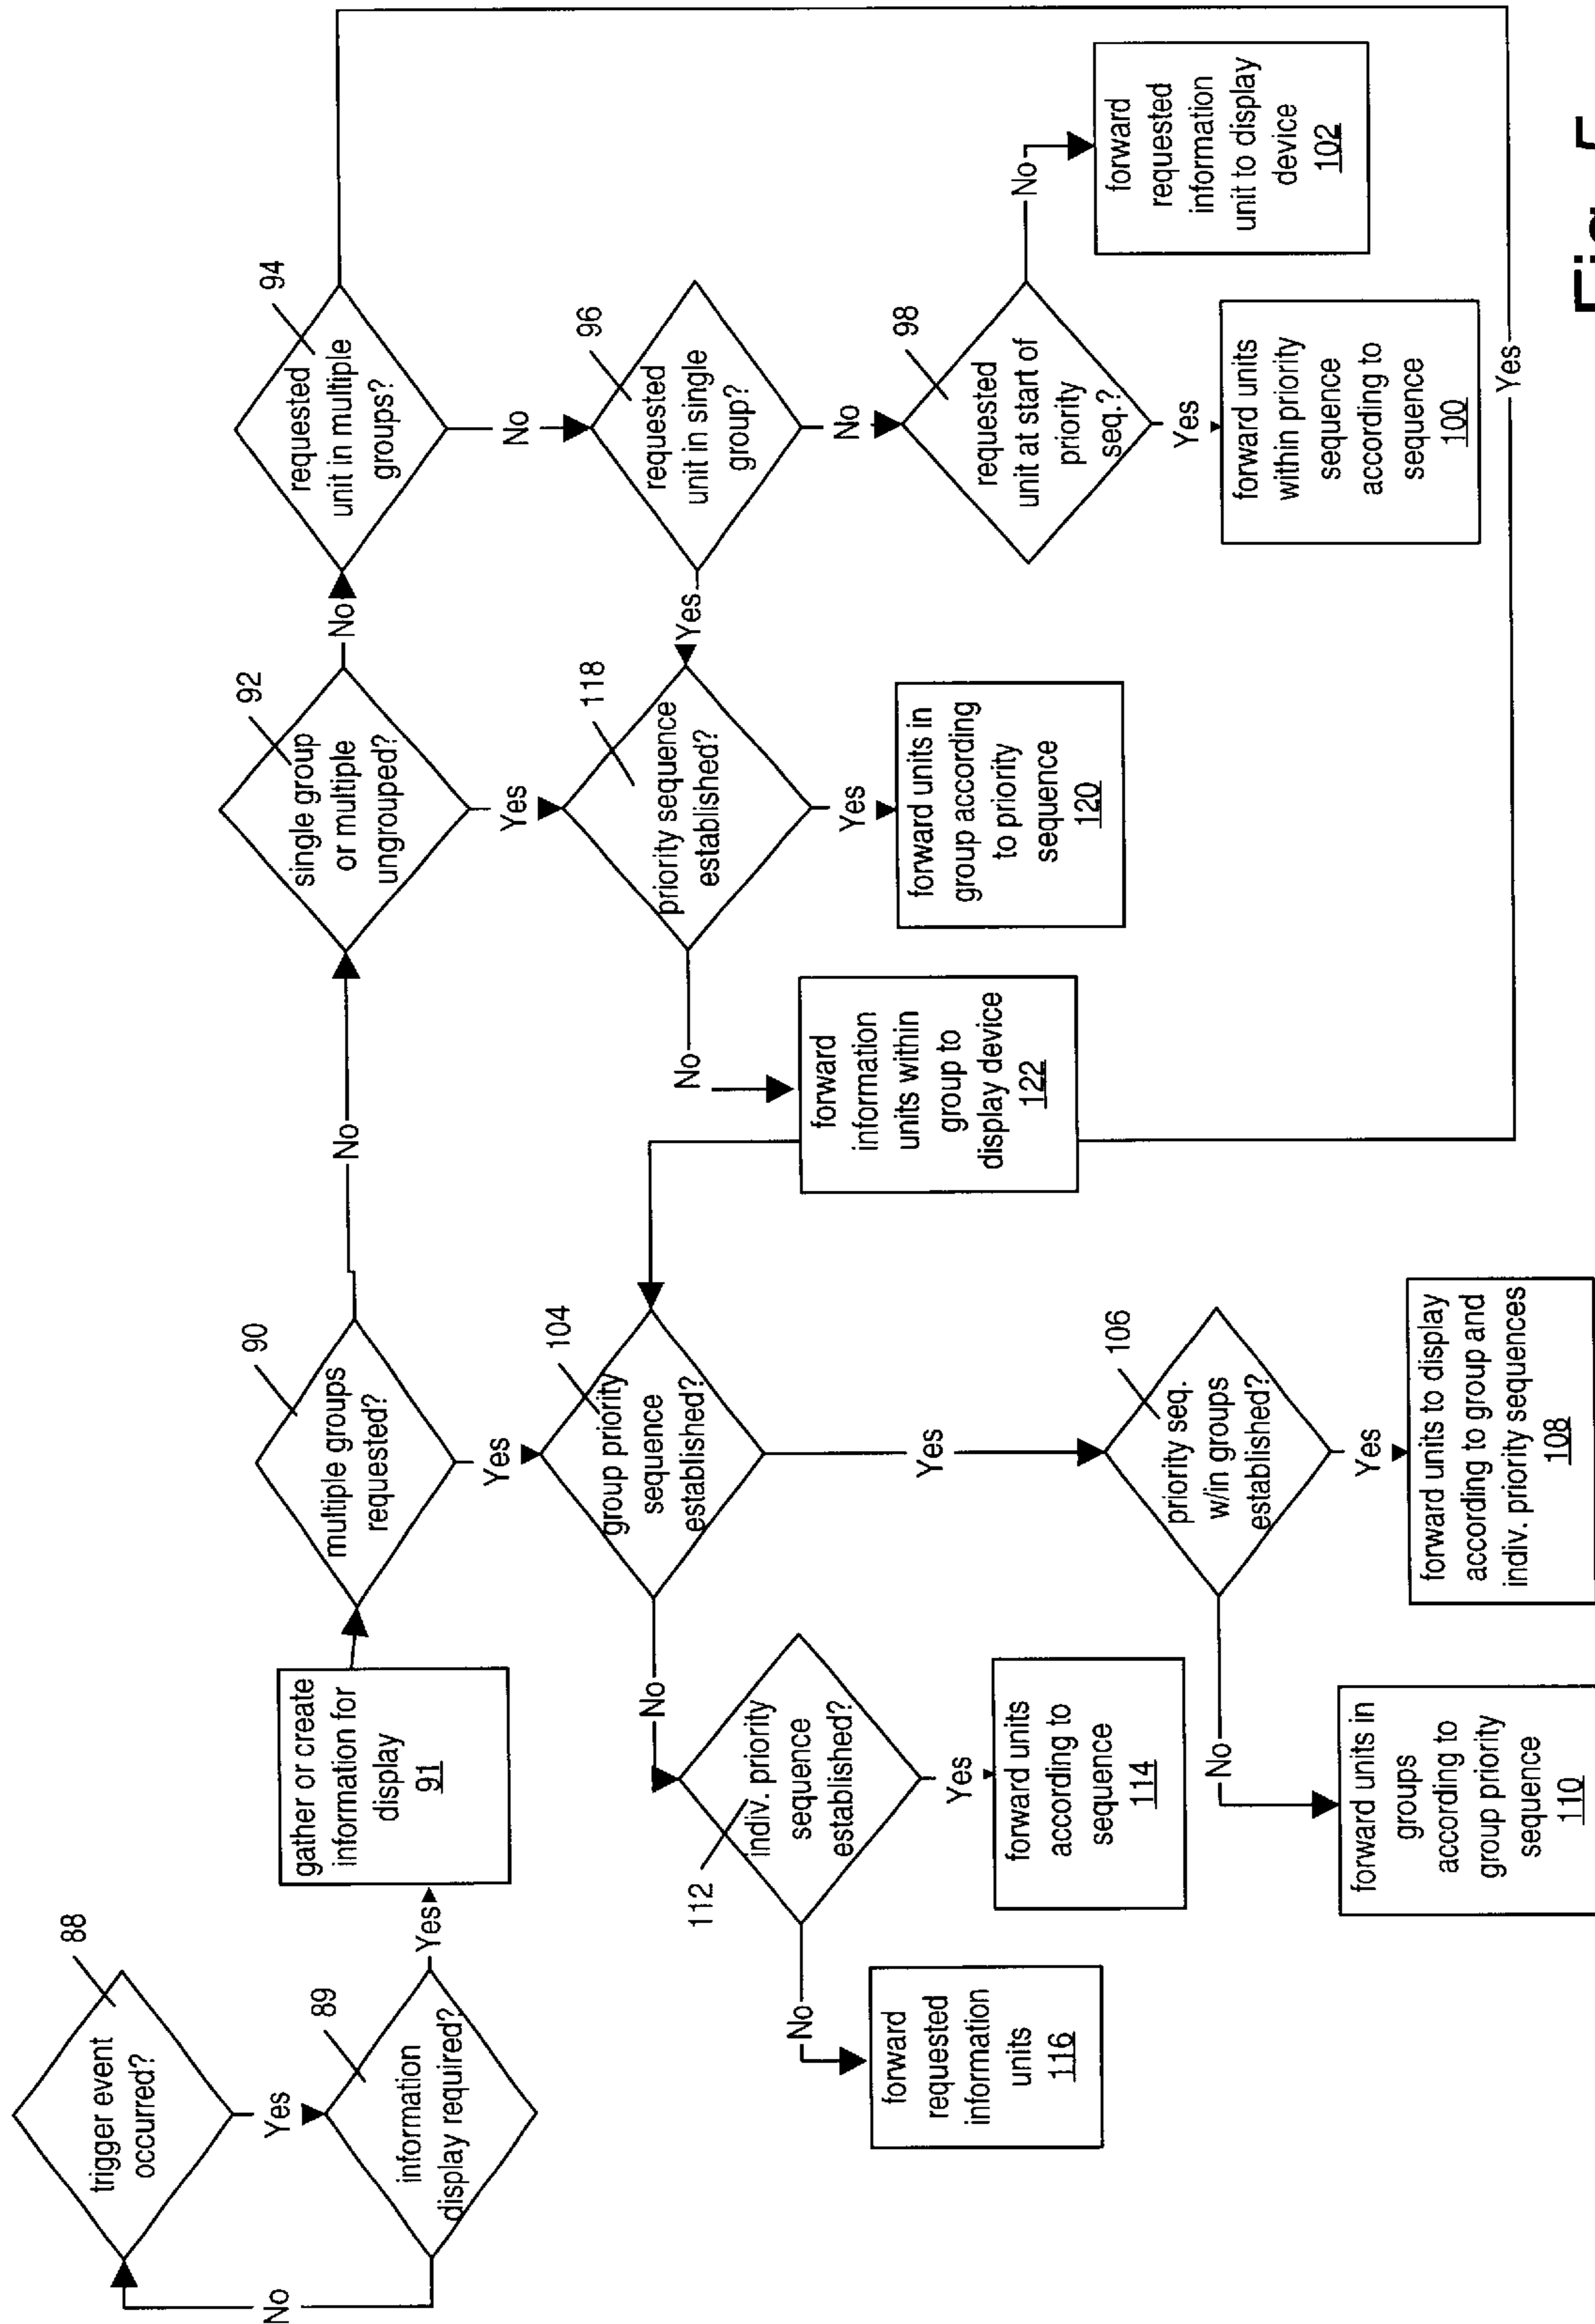 88
trigger event
occurred?
Yes
89
information
display required?
No
Yes
gather or create
information for
display
91
90
multiple groups
requested?
No
Yes
92
single group
or multiple
ungrouped?
No
Yes
94
requested
unit in multiple
groups?
No
Yes
96
requested
unit in single
group?
Yes
No
98
requested
unit at start of
priority
seq.?
No
Yes
forward
requested
information
unit to display
device
102
forward units
within priority
sequence
according to
sequence
100
118
priority sequence
established?
No
Yes
forward units in
group according
to priority
sequence
120
forward
information
units within
group to
display device
122
104
group priority
sequence
established?
No
Yes
112
indiv. priority
sequence
established?
No
Yes
forward
requested
information
units
116
forward units
according to
sequence
114
106
priority seq.
w/in groups
established?
No
Yes
forward units in
groups
according to
group priority
sequence
110
forward units to display
according to group and
indiv. priority sequences
108